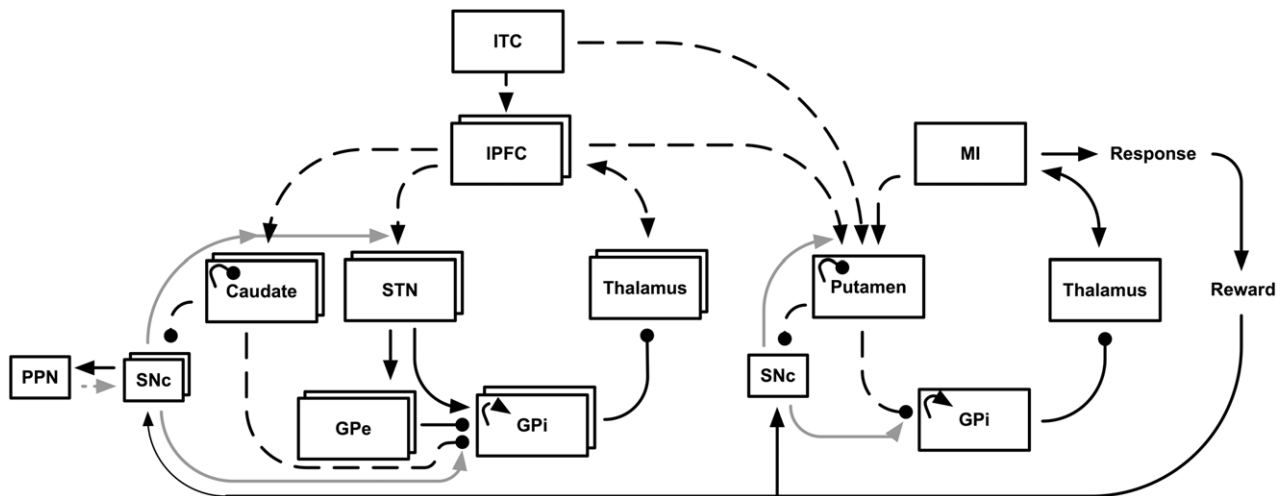 ITC
lPFC
MI
Response
Caudate
STN
Thalamus
Putamen
Thalamus
Reward
PPN
SNc
SNc
GPe
GPi
GPi